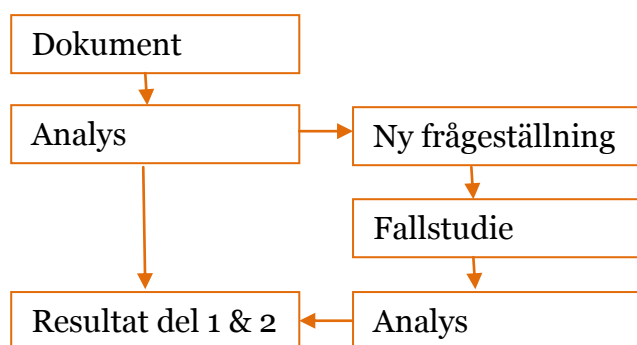 Dokument
Analys
Ny frågeställning
Fallstudie
Resultat del 1 & 2
Analys